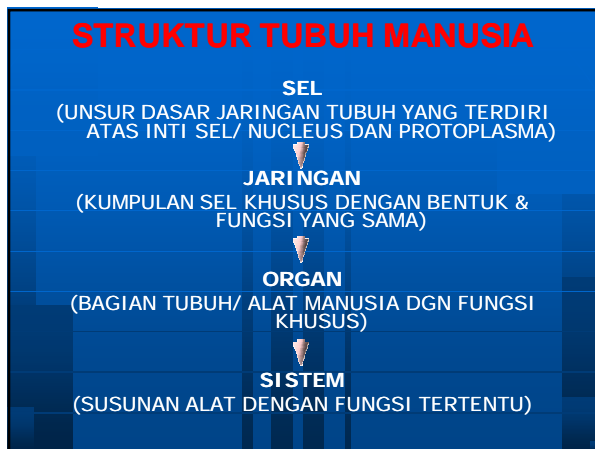 STRUKTUR TUBUH MANUSIA
SEL
(UNSUR DASAR JARINGAN TUBUH YANG TERDIRI
ATAS INTI SEL/ NUCLEUS DAN PROTOPLASMA)
JARINGAN
(KUMPULAN SEL KHUSUS DENGAN BENTUK &
FUNGSI YANG SAMA)
ORGAN
(BAGIAN TUBUH/ ALAT MANUSIA DGN FUNGSI
KHUSUS)
SISTEM
(SUSUNAN ALAT DENGAN FUNGSI TERTENTU)